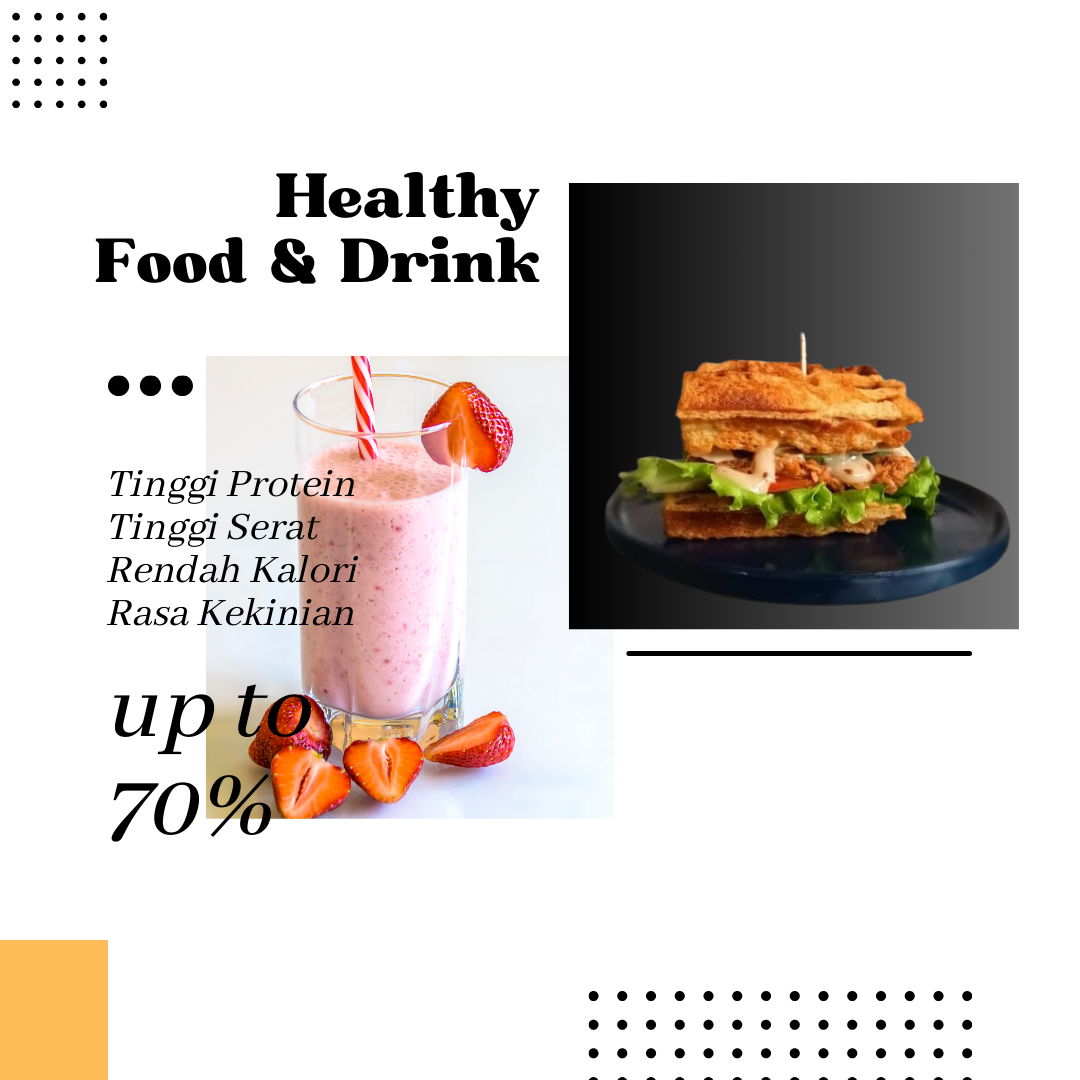 Healthy
Food & Drink
Tinggi Protein
Tinggi Serat
Rendah Kalori
Rasa Kekinian
up to
70%